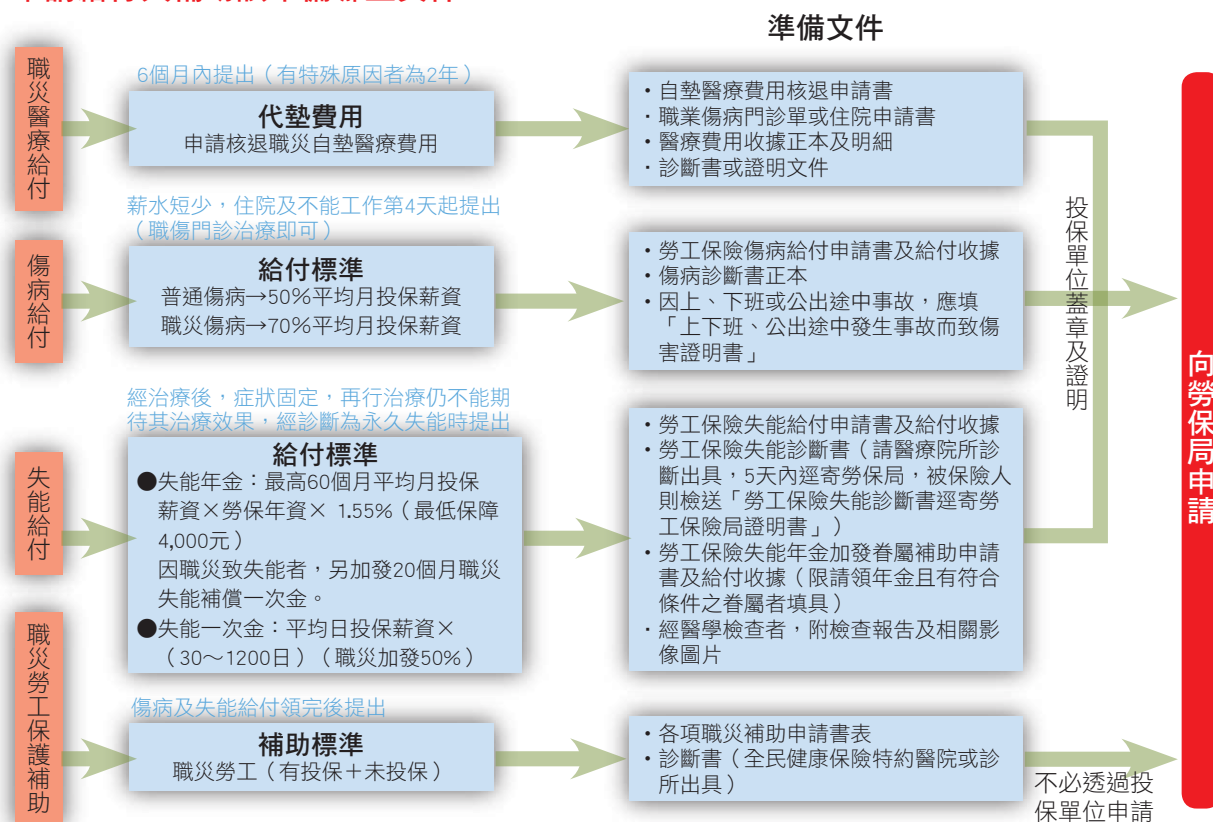 準備文件
職災醫療給付
6個月內提出（有特殊原因者為2年）
代墊費用
申請核退職災自墊醫療費用
・自墊醫療費用核退申請書
・職業傷病門診單或住院申請書
・醫療費用收據正本及明細
・診斷書或證明文件
傷病給付
薪水短少，住院及不能工作第4天起提出
（職傷門診治療即可）
給付標準
普通傷病→50%平均月投保薪資
職災傷病→70%平均月投保薪資
・勞工保險傷病給付申請書及給付收據
・傷病診斷書正本
・因上、下班或公出途中事故，應填
「上下班、公出途中發生事故而致傷
害證明書」
失能給付
經治療後，症狀固定，再行治療仍不能期
待其治療效果，經診斷為永久失能時提出
給付標準
●失能年金：最高60個月平均月投保
薪資×勞保年資× 1.55%（最低保障
4,000元）
因職災致失能者，另加發20個月職災
失能補償一次金。
●失能一次金：平均日投保薪資×
（30～1200日）（職災加發50%）
・勞工保險失能給付申請書及給付收據
・勞工保險失能診斷書（請醫療院所診
斷出具，5天內逕寄勞保局，被保險人
則檢送「勞工保險失能診斷書逕寄勞
工保險局證明書」）
・勞工保險失能年金加發眷屬補助申請
書及給付收據（限請領年金且有符合
條件之眷屬者填具）
・經醫學檢查者，附檢查報告及相關影
像圖片
職災勞工保護補助
傷病及失能給付領完後提出
補助標準
職災勞工（有投保＋未投保）
・各項職災補助申請書表
・診斷書（全民健康保險特約醫院或診
所出具）
投保單位蓋章及證明
不必透過投
保單位申請
向勞保局申請